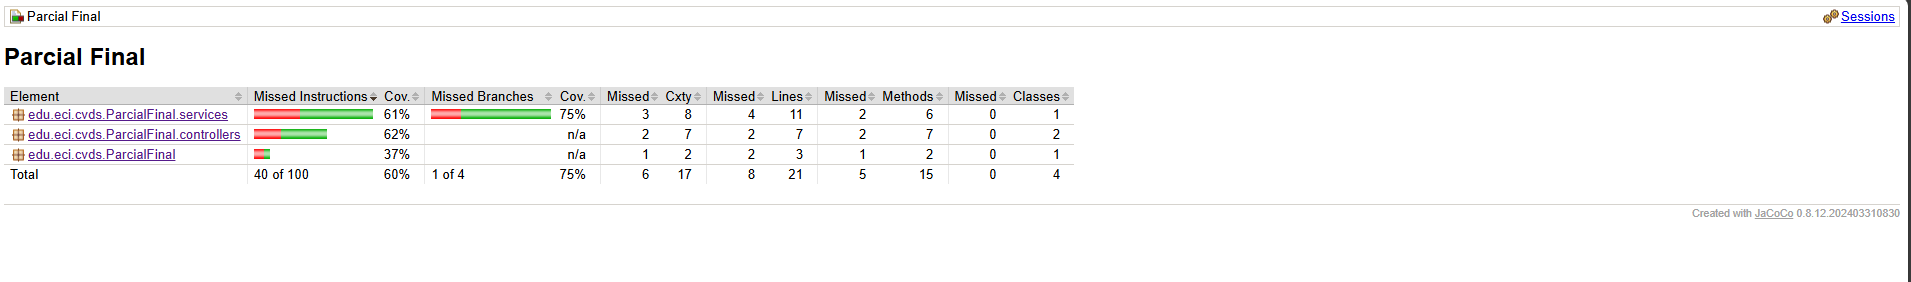 Parcial Final Sessions
Parcial Final
Element Missed Instructions Cov. Missed Branches Cov. Missed Cxty Missed Lines Missed Methods Missed Classes
edu.eci.cvds.ParcialFinal.services 61% 75% 3 8 4 11 2 6 0 1
edu.eci.cvds.ParcialFinal.controllers 62% n/a 2 7 2 7 2 7 0 2
edu.eci.cvds.ParcialFinal 37% n/a 1 2 2 3 1 2 0 1
Total 40 of 100 60% 1 of 4 75% 6 17 8 21 5 15 0 4
Created with JaCoCo 0.8.12.202403310830